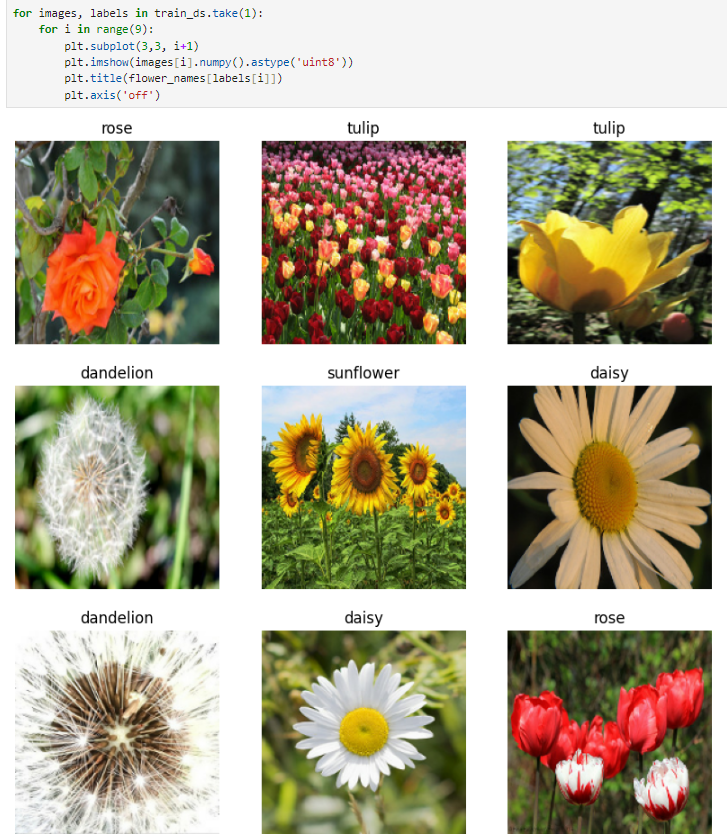 for images, labels in train_ds.take(1):
    for i in range(9):
        plt.subplot(3,3, i+1)
        plt.imshow(images[i].numpy().astype('uint8'))
        plt.title(flower_names[labels[i]])
        plt.axis('off')
rose tulip tulip
dandelion sunflower daisy
dandelion daisy rose